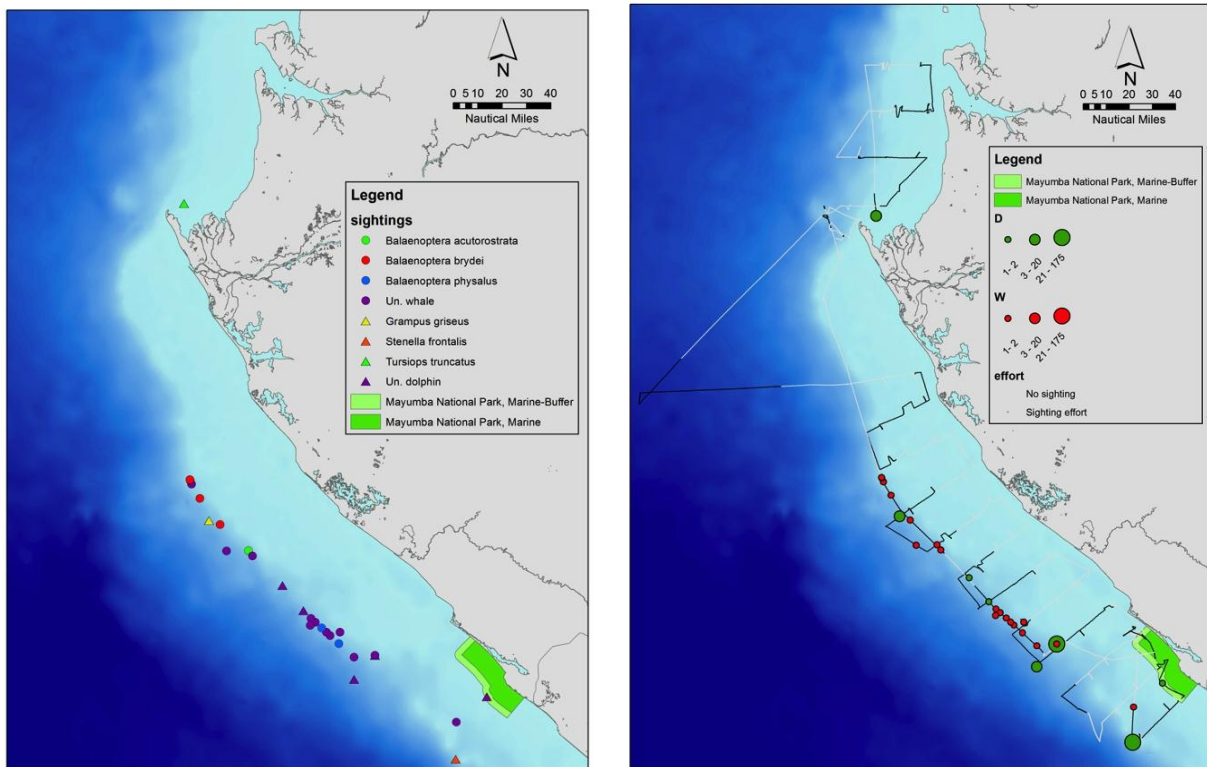 N
0 5 10 20 30 40
Nautical Miles
Legend
sightings
Balaenoptera acutorostrata
Balaenoptera brydei
Balaenoptera physalus
Un. whale
Grampus griseus
Stenella frontalis
Tursiops truncatus
Un. dolphin
Mayumba National Park, Marine-Buffer
Mayumba National Park, Marine
N
0 5 10 20 30 40
Nautical Miles
Legend
Mayumba National Park, Marine-Buffer
Mayumba National Park, Marine
D
1 - 2
3 - 20
21 - 175
W
1 - 2
3 - 20
21 - 175
effort
No sighting
Sighting effort